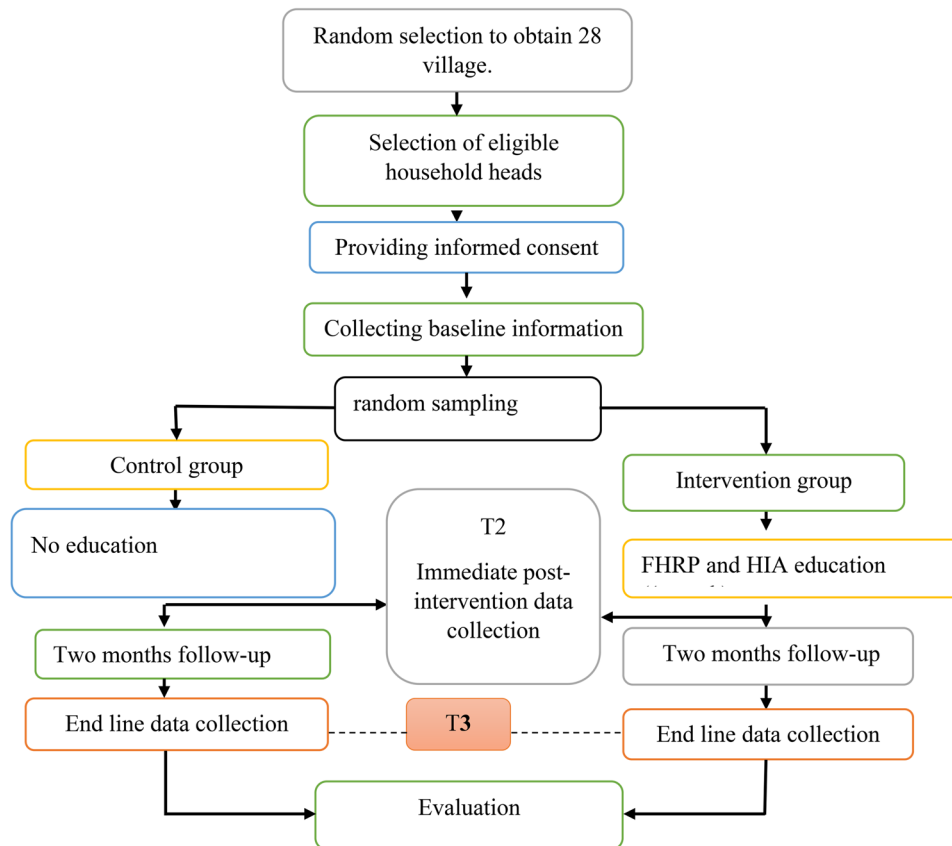 Random selection to obtain 28
village.
Selection of eligible
household heads
Providing informed consent
Collecting baseline information
random sampling
Control group
Intervention group
No education
T2
Immediate post-
intervention data
collection
FHRP and HIA education
Two months follow-up
Two months follow-up
End line data collection
T3
End line data collection
Evaluation